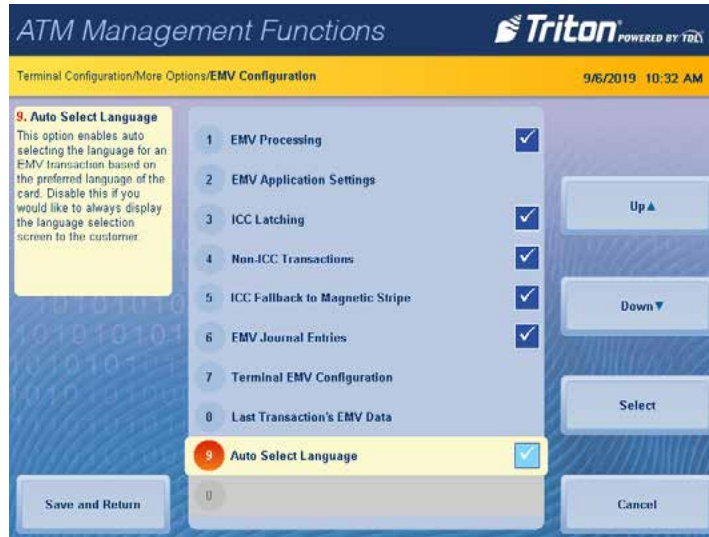 ATM Management Functions
Triton POWERED BY TDL
Terminal Configuration/More Options/EMV Configuration
9/6/2019 10:32 AM
9. Auto Select Language
This option enables auto
selecting the language for an
EMV transaction based on
the preferred language of the
card. Disable this if you
would like to always display
the language selection
screen to the customer.
1 EMV Processing
2 EMV Application Settings
3 ICC Latching
4 Non-ICC Transactions
5 ICC Fallback to Magnetic Stripe
6 EMV Journal Entries
7 Terminal EMV Configuration
8 Last Transaction's EMV Data
9 Auto Select Language
0
Up
Down
Select
Save and Return
Cancel